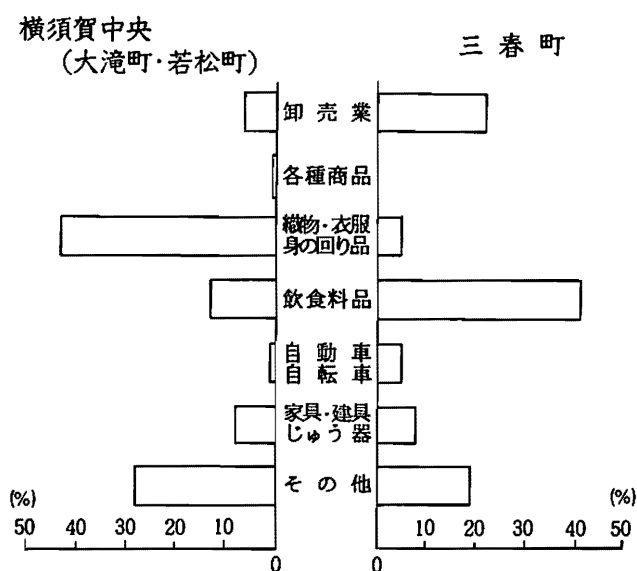 横須賀中央
(大滝町・若松町)
三春町
卸売業
各種商品
織物・衣服
身の回り品
飲食料品
自動車
自転車
家具・建具
じゅう器
その他
(%) (%)
50 40 30 20 10 0 0 10 20 30 40 50